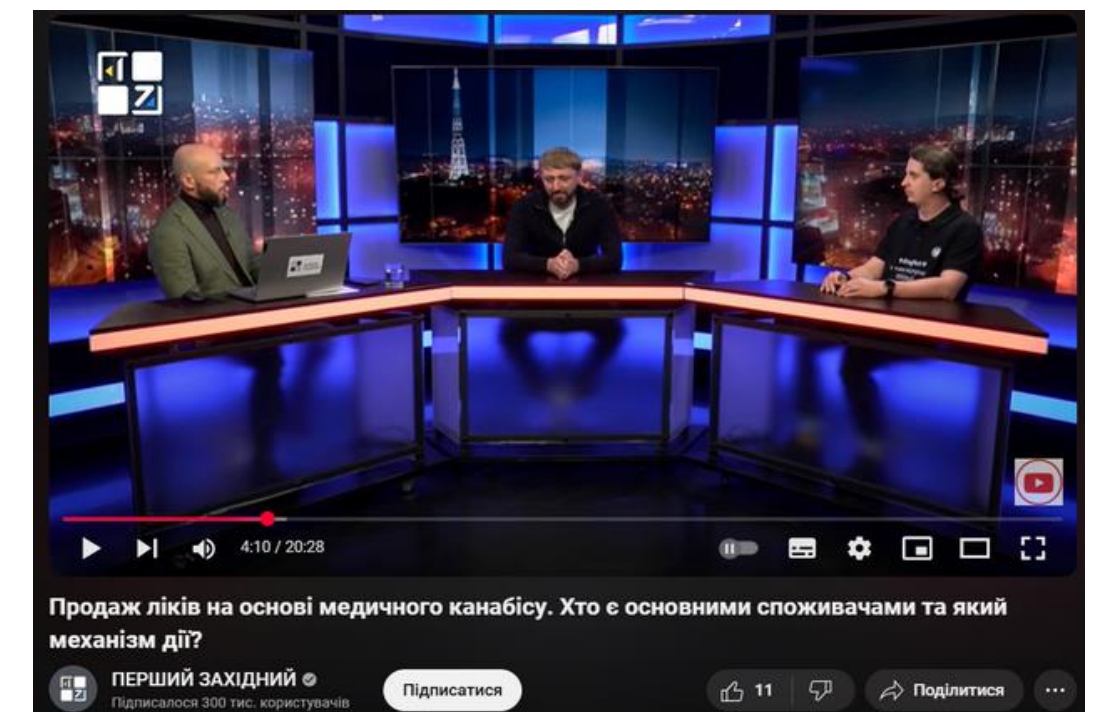 4:10 / 20:28
Продаж ліків на основі медичного канабісу. Хто є основними споживачами та який
механізм дії?
ПЕРШИЙ ЗАХІДНИЙ
Підписалося 300 тис. користувачів
Підписатися
11
Поділитися